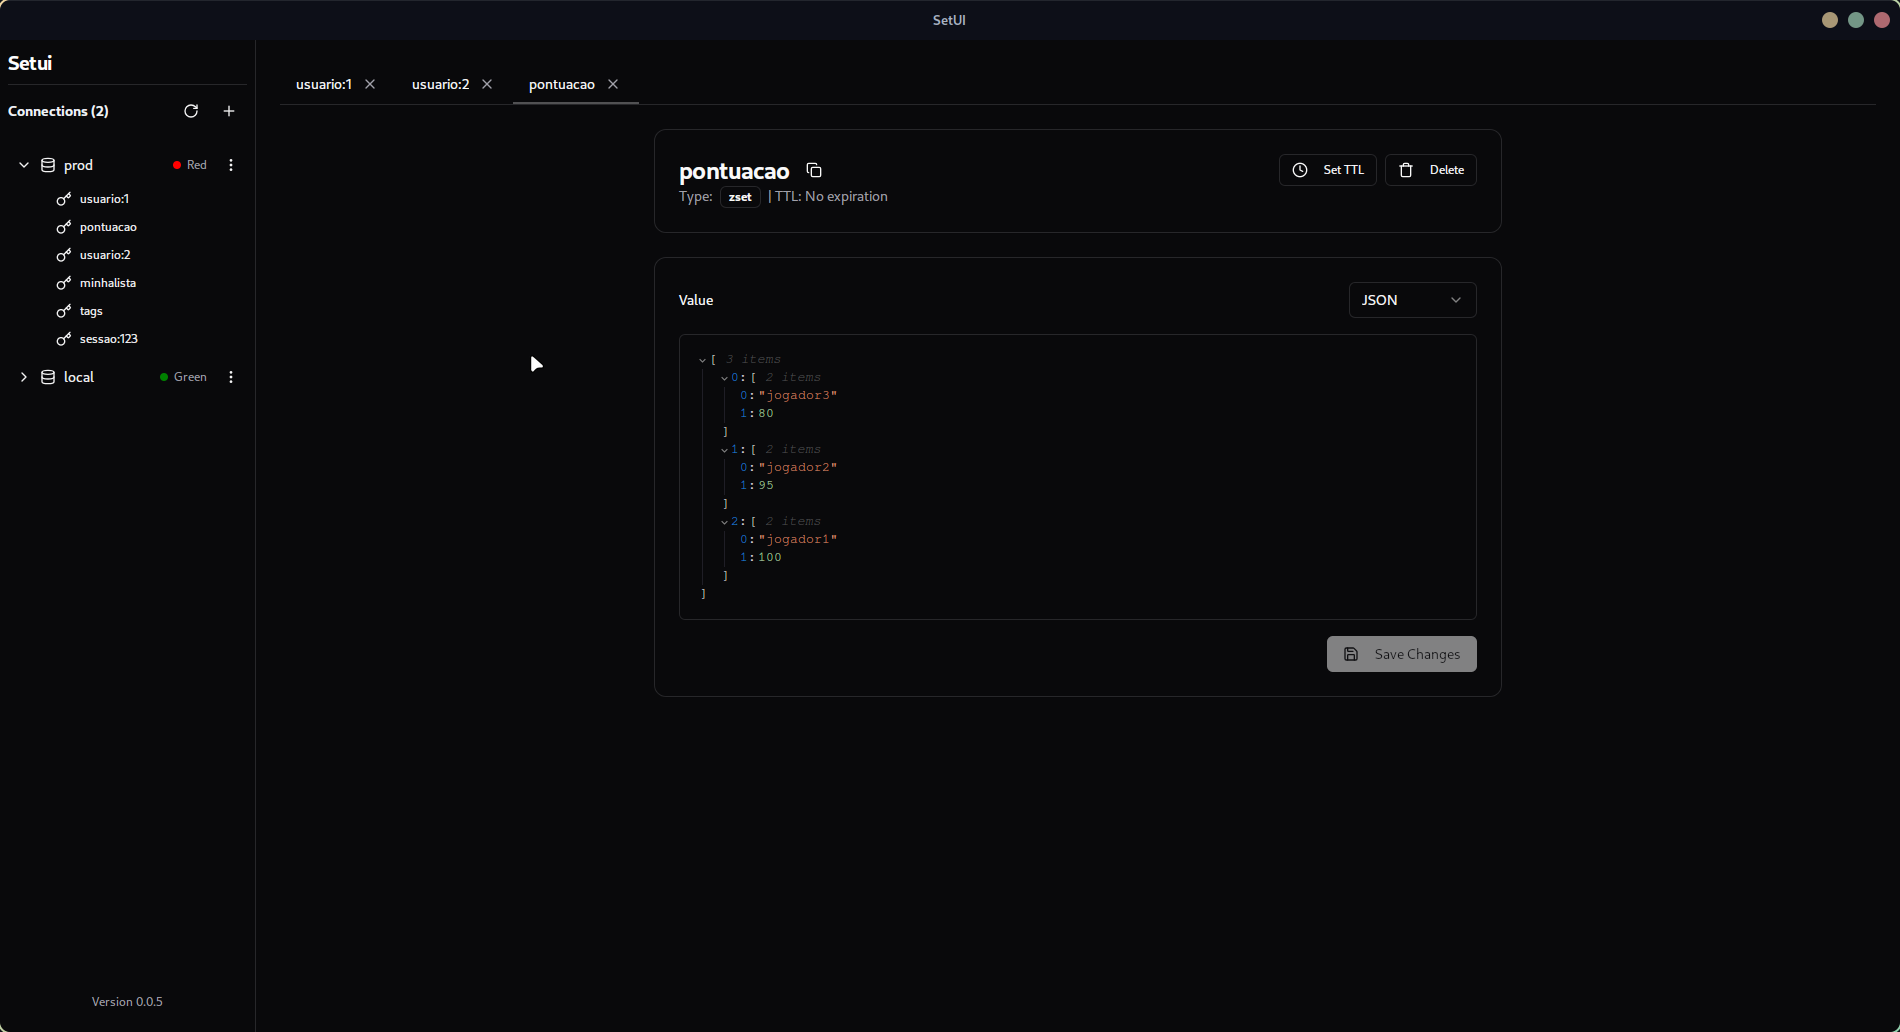 SetUI
Setui
Connections (2)
prod
Red
usuario:1
pontuacao
usuario:2
minhalista
tags
sessao:123
local
Green
Version 0.0.5
usuario:1
usuario:2
pontuacao
pontuacao
Type: zset | TTL: No expiration
Set TTL
Delete
Value
JSON
[ 3 items
0:[ 2 items
0:"jogador3"
1:80
]
1:[ 2 items
0:"jogador2"
1:95
]
2:[ 2 items
0:"jogador1"
1:100
]
]
Save Changes